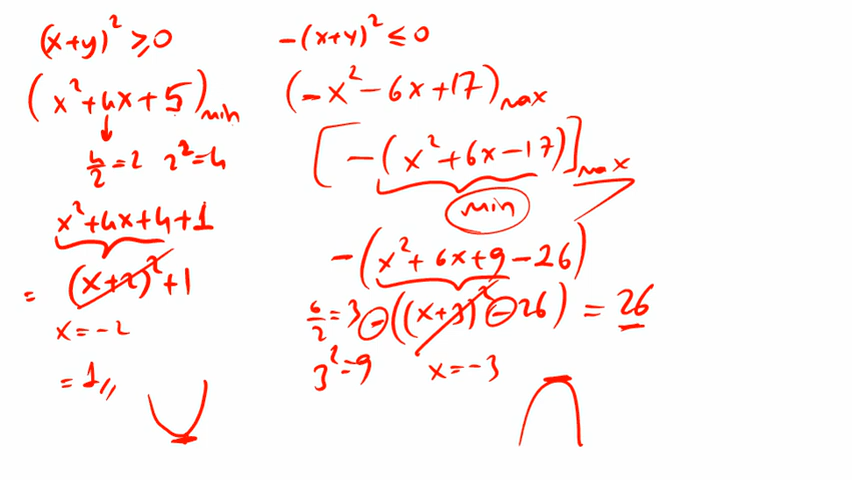 (x+y)² ≥ 0
(x²+4x+5)min
4/2 = 2 2² = 4
x²+4x+4+1
= (x+2)²+1
x = -2
= 1
-(x+y)² ≤ 0
(-x²-6x+17)max
[-(x²+6x-17)]max
min
-(x²+6x+9-26)
6/2 = 3 -((x+3)²-26) = 26
3² = 9 x = -3